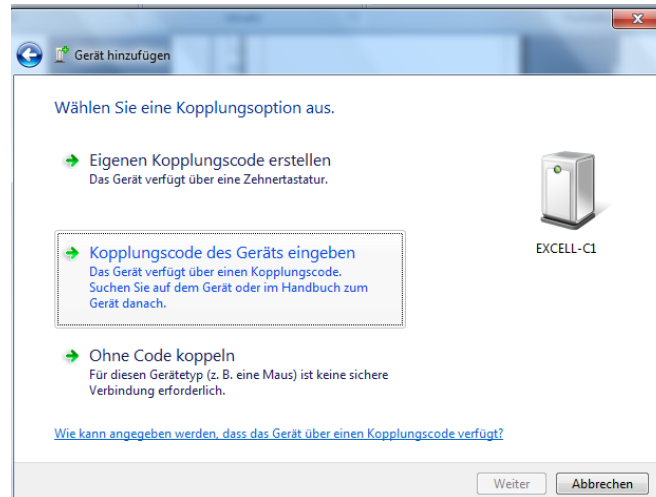 Gerät hinzufügen
Wählen Sie eine Kopplungsoption aus.
Eigenen Kopplungscode erstellen
Das Gerät verfügt über eine Zehnertastatur.
Kopplungscode des Geräts eingeben
Das Gerät verfügt über einen Kopplungscode.
Suchen Sie auf dem Gerät oder im Handbuch zum
Gerät danach.
EXCELL-C1
Ohne Code koppeln
Für diesen Gerätetyp (z. B. eine Maus) ist keine sichere
Verbindung erforderlich.
Wie kann angegeben werden, dass das Gerät über einen Kopplungscode verfügt?
Weiter
Abbrechen